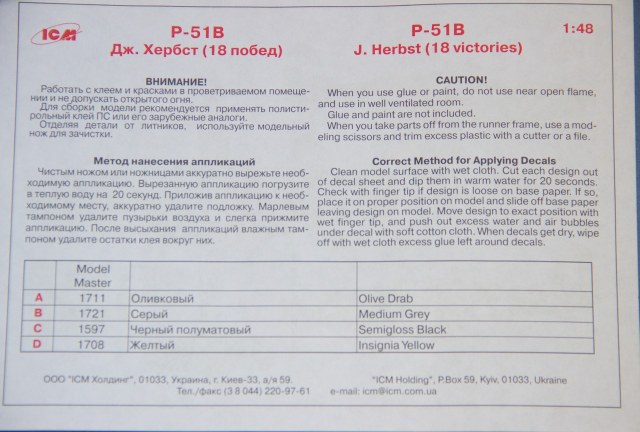 ICM
P-51B
Дж. Хербст (18 побед)
P-51B
J. Herbst (18 victories)
1:48
ВНИМАНИЕ!
Работать с клеем и красками в проветриваемом помеще-
нии и не допускать открытого огня.
Для сборки модели рекомендуется применять полисти-
рольный клей ПС или его зарубежные аналоги.
Отделяя детали от литников, используйте модельный
нож для зачистки.
CAUTION!
When you use glue or paint, do not use near open flame,
and use in well ventilated room.
Glue and paint are not included.
When you take parts off from the runner frame, use a mod-
eling scissors and trim excess plastic with a cutter or a file.
Метод нанесения аппликаций
Чистым ножом или ножницами аккуратно вырежьте необ-
ходимую аппликацию. Вырезанную аппликацию погрузите
в теплую воду на 20 секунд. Приложив аппликацию к необ-
ходимому месту, аккуратно удалите подложку. Марлевым
тампоном удалите пузырьки воздуха и слегка прижмите
аппликацию. После высыхания аппликаций влажным там-
поном удалите остатки клея вокруг них.
Correct Method for Applying Decals
Clean model surface with wet cloth. Cut each design out
of decal sheet and dip them in warm water for 20 seconds.
Check with finger tip if design is loose on base paper. If so,
place it on proper position on model and slide off base paper
leaving design on model. Move design to exact position with
wet finger tip, and push out excess water and air bubbles
under decal with soft cotton cloth. When decals get dry, wipe
off with wet cloth excess glue left around decals.
Model
Master
A 1711 Оливковый Olive Drab
B 1721 Серый Medium Grey
C 1597 Черный полуматовый Semigloss Black
D 1708 Желтый Insignia Yellow
ООО "ICM Холдинг", 01033, Украина, г. Киев-33, а/я 59.
Тел./факс (3 8 044) 220-97-61
"ICM Holding", P.Box 59, Kyiv, 01033, Ukraine
e-mail: icm@icm.com.ua